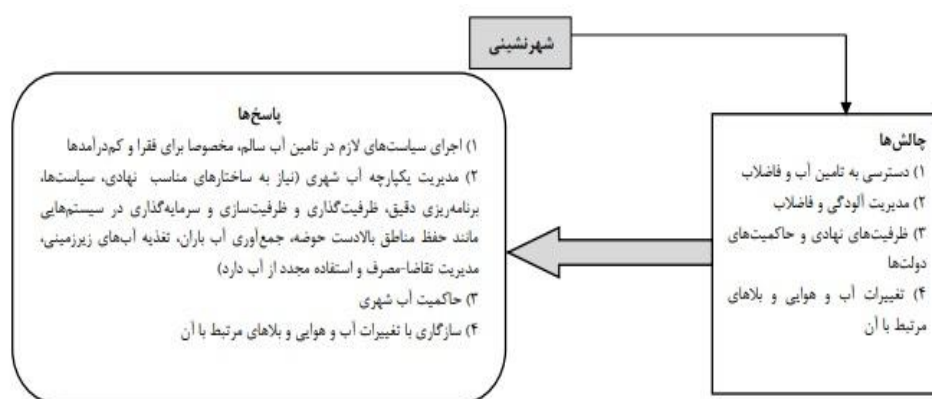 شهرنشینی
چالش‌ها
۱) دسترسی به تامین آب و فاضلاب
۲) مدیریت آلودگی و فاضلاب
۳) ظرفیت‌های نهادی و حاکمیت‌های
دولت‌ها
۴) تغییرات آب و هوایی و بلاهای
مرتبط با آن
پاسخ‌ها
۱) اجرای سیاست‌های لازم در تامین آب سالم، مخصوصا برای فقرا و کم‌درآمدها
۲) مدیریت یکپارچه آب شهری (نیاز به ساختارهای مناسب نهادی، سیاست‌ها،
برنامه‌ریزی دقیق، ظرفیت‌گذاری و ظرفیت‌سازی و سرمایه‌گذاری در سیستم‌هایی
مانند حفظ مناطق بالادست حوضه، جمع‌آوری آب باران، تغذیه آب‌های زیرزمینی،
مدیریت تقاضا-مصرف و استفاده مجدد از آب دارد)
۳) حاکمیت آب شهری
۴) سازگاری با تغییرات آب و هوایی و بلاهای مرتبط با آن